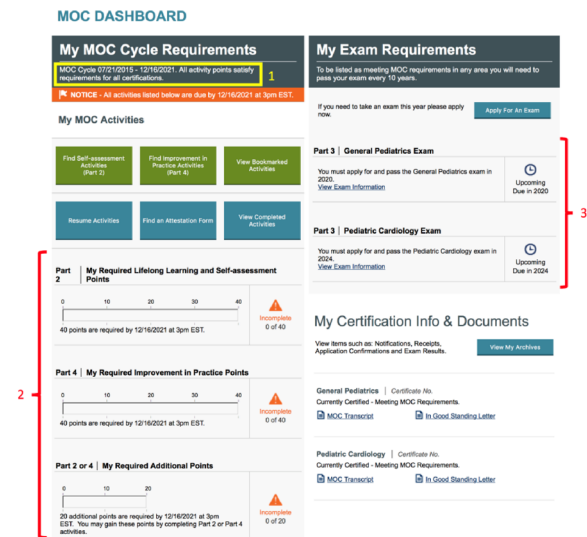 MOC DASHBOARD
My MOC Cycle Requirements
MOC Cycle 07/21/2015 - 12/16/2021. All activity points satisfy
requirements for all certifications.
1
NOTICE - All activities listed below are due by 12/16/2021 at 3pm EST.
My MOC Activities
Find Self-assessment
Activities
(Part 2)
Find Improvement in
Practice Activities
(Part 4)
View Bookmarked
Activities
Resume Activities
Find an Attestation Form
View Completed
Activities
2
Part
2
My Required Lifelong Learning and Self-assessment
Points
0 10 20 30 40
Incomplete
0 of 40
40 points are required by 12/16/2021 at 3pm EST.
Part 4 | My Required Improvement in Practice Points
0 10 20 30 40
Incomplete
0 of 40
40 points are required by 12/16/2021 at 3pm EST.
Part 2 or 4 | My Required Additional Points
0 10 20
Incomplete
0 of 20
20 additional points are required by 12/16/2021 at 3pm
EST. You may gain these points by completing Part 2 or Part 4
activities.
My Exam Requirements
To be listed as meeting MOC requirements in any area you will need to
pass your exam every 10 years.
If you need to take an exam this year please apply
now.
Apply For An Exam
Part 3 | General Pediatrics Exam
You must apply for and pass the General Pediatrics exam in
2020.
View Exam Information
Upcoming
Due in 2020
3
Part 3 | Pediatric Cardiology Exam
You must apply for and pass the Pediatric Cardiology exam in
2024.
View Exam Information
Upcoming
Due in 2024
My Certification Info & Documents
View items such as: Notifications, Receipts,
Application Confirmations and Exam Results.
View My Archives
General Pediatrics | Certificate No.
Currently Certified - Meeting MOC Requirements.
MOC Transcript In Good Standing Letter
Pediatric Cardiology | Certificate No.
Currently Certified - Meeting MOC Requirements.
MOC Transcript In Good Standing Letter